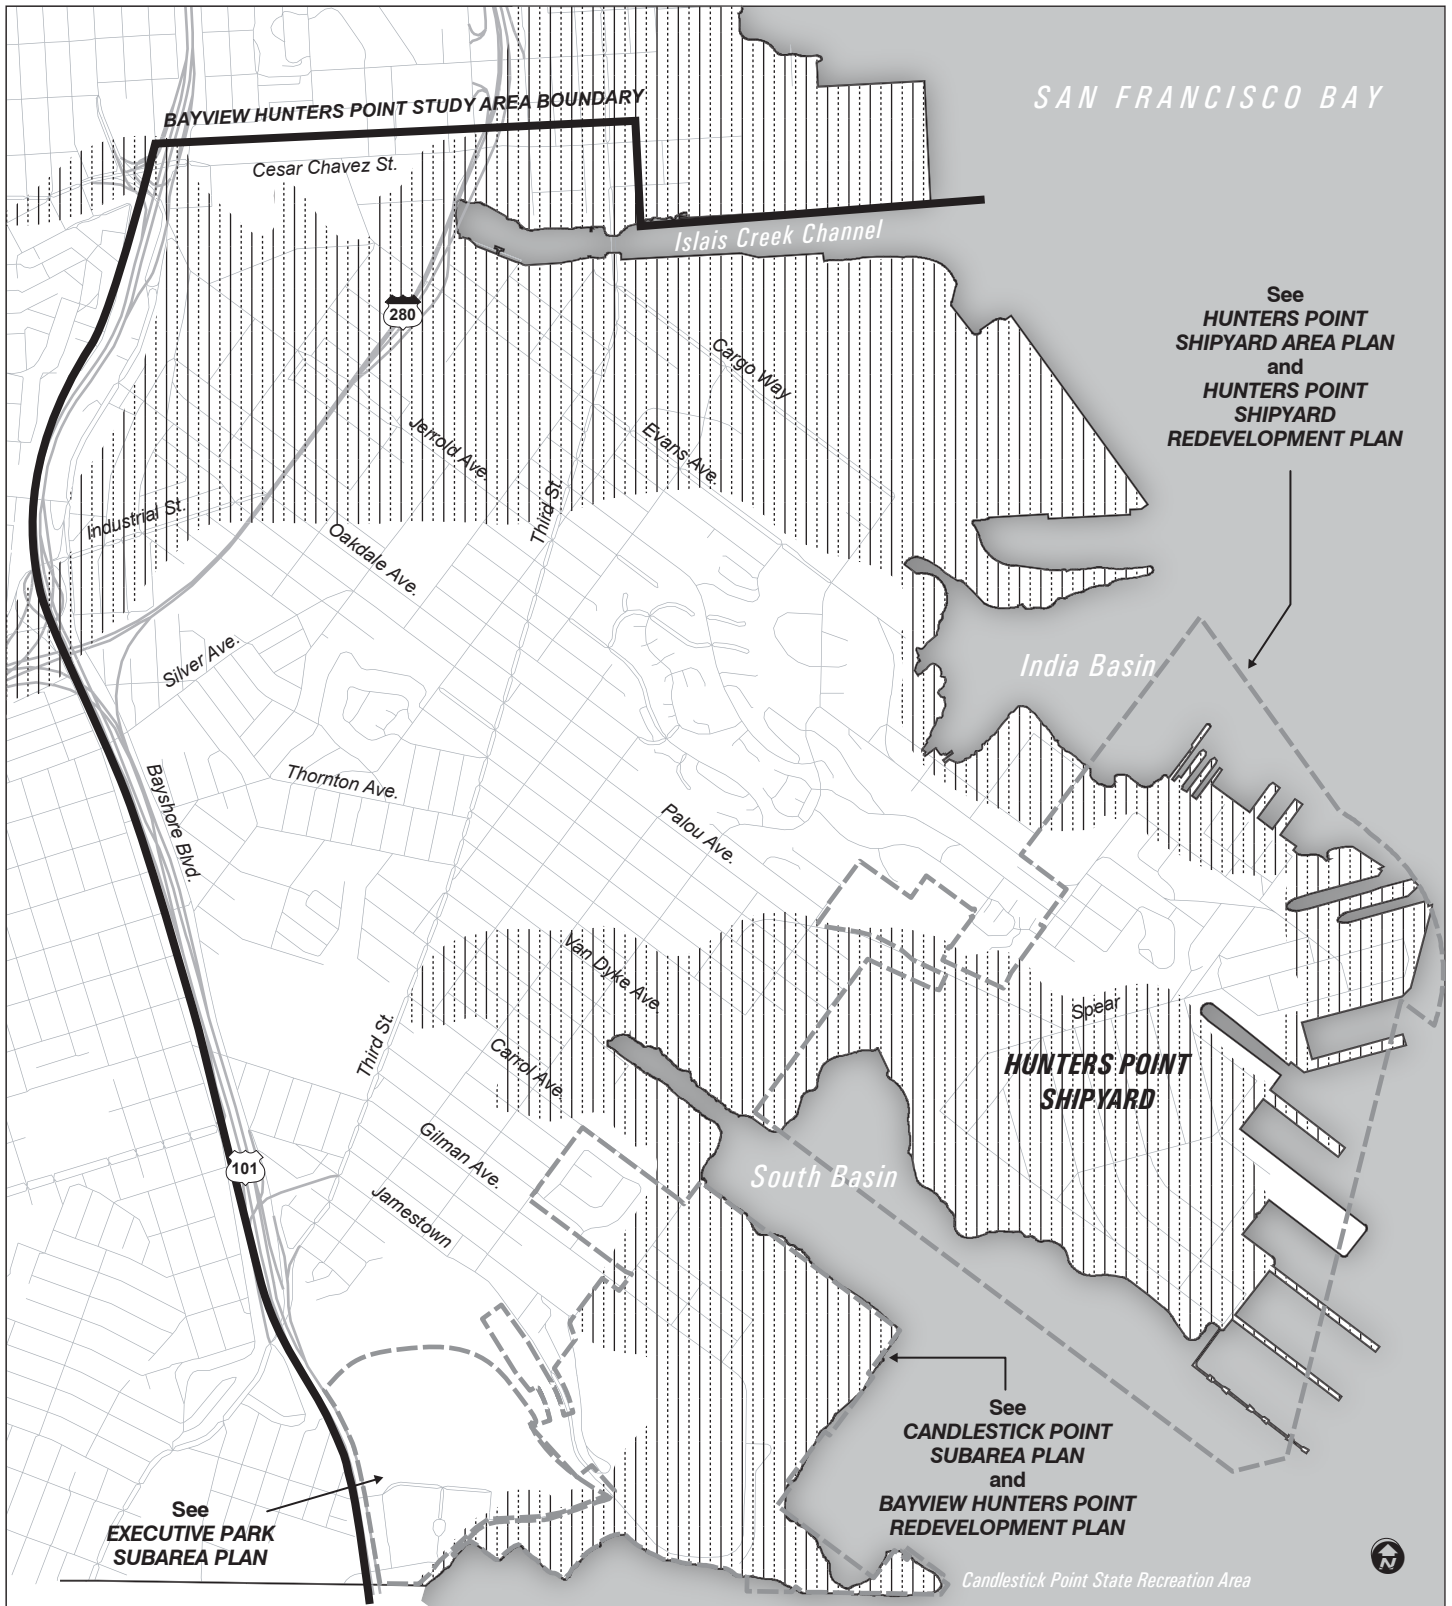 SAN FRANCISCO BAY
BAYVIEW HUNTERS POINT STUDY AREA BOUNDARY
Cesar Chavez St.
Islais Creek Channel
280
See
HUNTERS POINT
SHIPYARD AREA PLAN
and
HUNTERS POINT
SHIPYARD
REDEVELOPMENT PLAN
Cargo Way
Jerrold Ave.
Evans Ave.
Third St.
Industrial St.
Oakdale Ave.
Silver Ave.
India Basin
Thornton Ave.
Bayshore Blvd.
Palou Ave.
Van Dyke Ave
Spear
Third St.
Carrol Ave.
HUNTERS POINT
SHIPYARD
Gilman Ave.
101
South Basin
Jamestown
See
CANDLESTICK POINT
SUBAREA PLAN
and
BAYVIEW HUNTERS POINT
REDEVELOPMENT PLAN
See
EXECUTIVE PARK
SUBAREA PLAN
N
Candlestick Point State Recreation Area